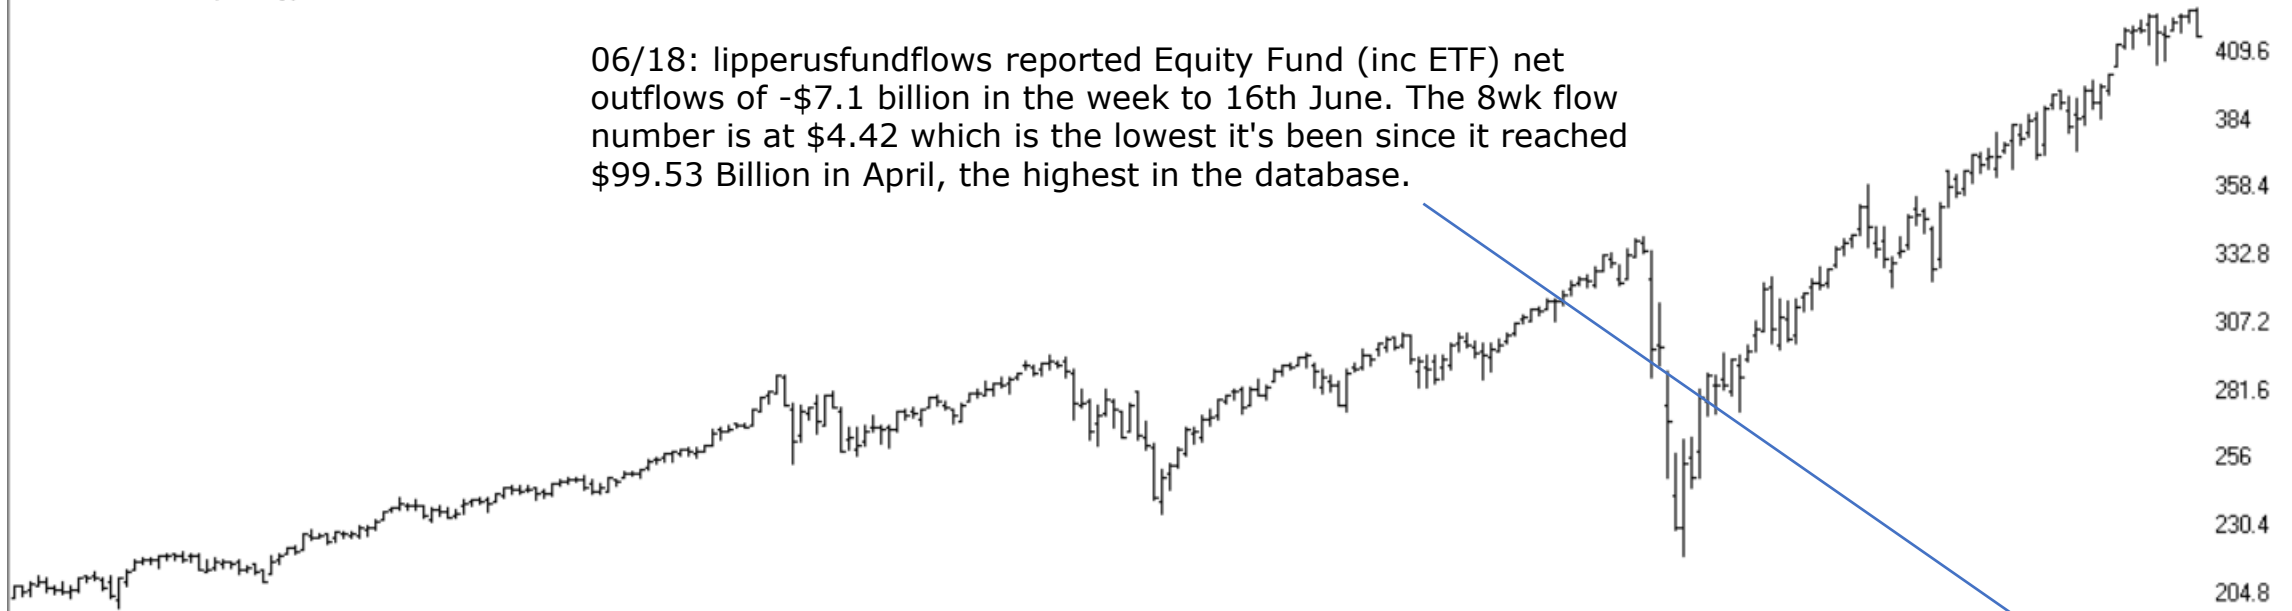 06/18: lipperusfundflows reported Equity Fund (inc ETF) net
outflows of -$7.1 billion in the week to 16th June. The 8wk flow
number is at $4.42 which is the lowest it's been since it reached
$99.53 Billion in April, the highest in the database.
409.6
384
358.4
332.8
307.2
281.6
256
230.4
204.8